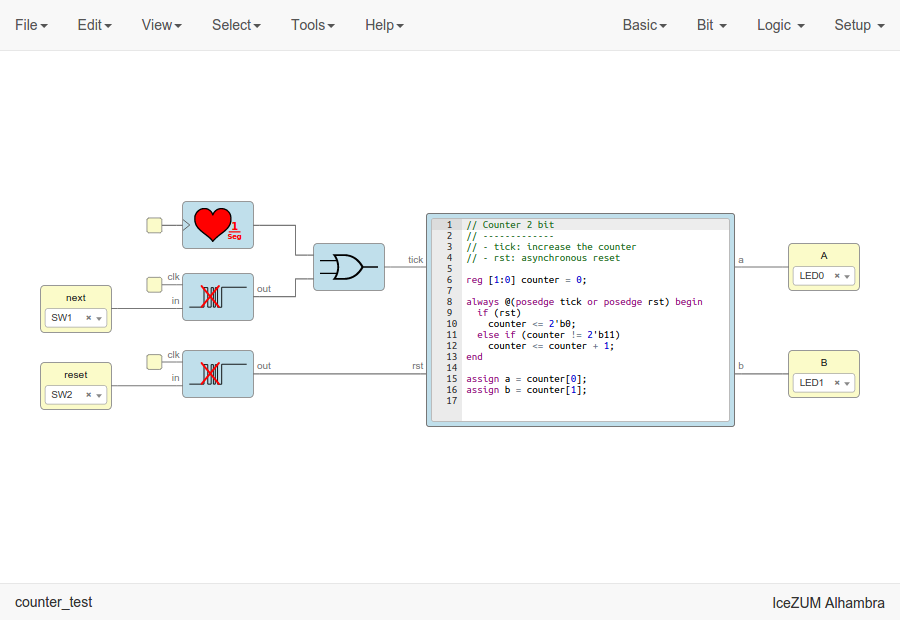 File Edit View Select Tools Help Basic Bit Logic Setup
1 Seg
next
SW1 ×
clk
in
out
reset
SW2 ×
clk
in
out
tick
rst
1 // Counter 2 bit
2 // -------------
3 // - tick: increase the counter
4 // - rst: asynchronous reset
5
6 reg [1:0] counter = 0;
7
8 always @(posedge tick or posedge rst) begin
9   if (rst)
10     counter <= 2'b0;
11   else if (counter != 2'b11)
12     counter <= counter + 1;
13 end
14
15 assign a = counter[0];
16 assign b = counter[1];
17
a
A
LED0 ×
b
B
LED1 ×
counter_test IceZUM Alhambra